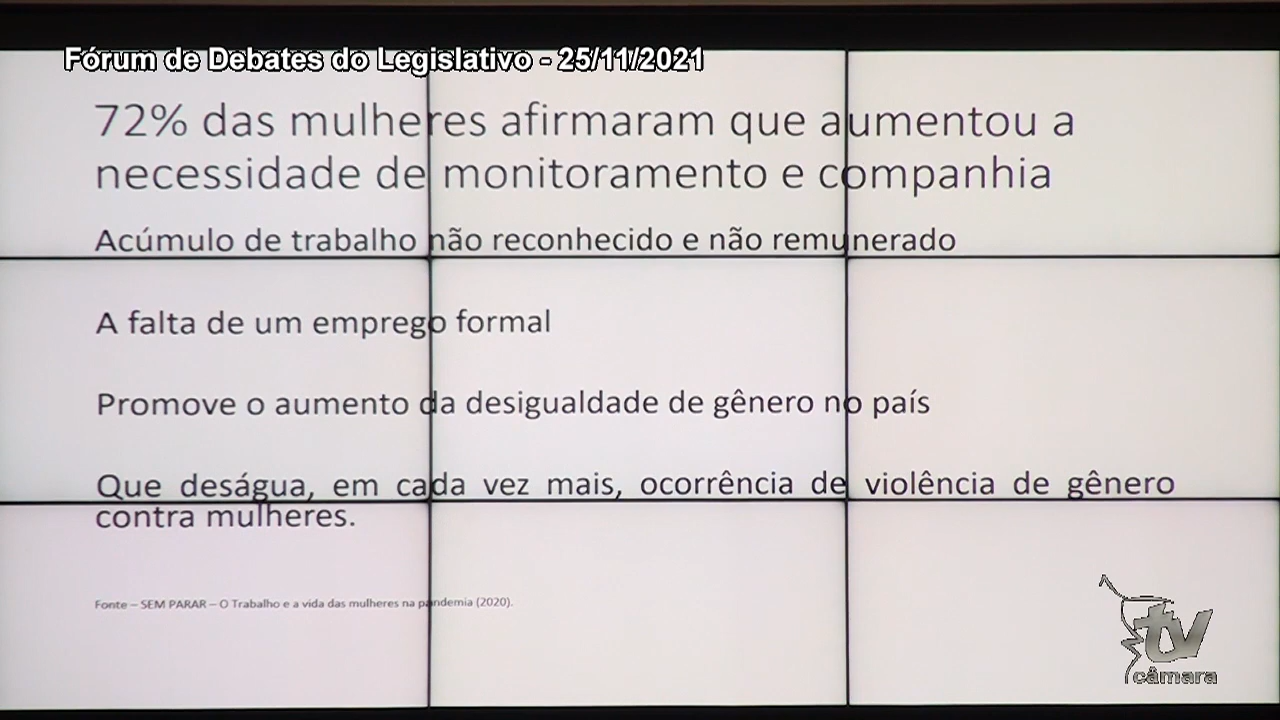 Fórum de Debates do Legislativo - 25/11/2021
72% das mulheres afirmaram que aumentou a
necessidade de monitoramento e companhia
Acúmulo de trabalho não reconhecido e não remunerado
A falta de um emprego formal
Promove o aumento da desigualdade de gênero no país
Que deságua, em cada vez mais, ocorrência de violência de gênero
contra mulheres.
Fonte – SEM PARAR – O Trabalho e a vida das mulheres na pandemia (2020).
tv
câmara